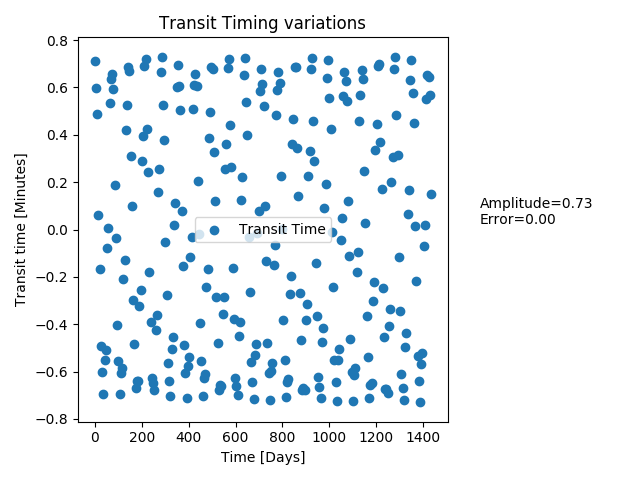 Transit Timing variations
0.8
0.6
0.4
0.2
0.0
−0.2
−0.4
−0.6
−0.8
Transit time [Minutes]
Transit Time
0 200 400 600 800 1000 1200 1400
Time [Days]
Amplitude=0.73
Error=0.00